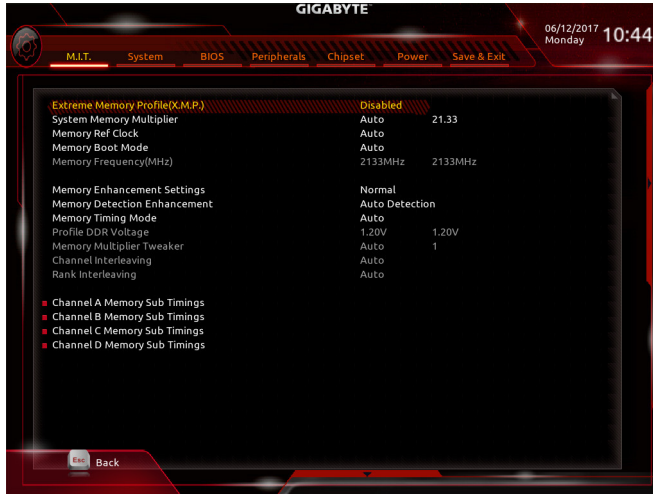 GIGABYTE™
06/12/2017 10:44
Monday
M.I.T. System BIOS Peripherals Chipset Power Save & Exit
Extreme Memory Profile(X.M.P.) Disabled
System Memory Multiplier Auto 21.33
Memory Ref Clock Auto
Memory Boot Mode Auto
Memory Frequency(MHz) 2133MHz 2133MHz
Memory Enhancement Settings Normal
Memory Detection Enhancement Auto Detection
Memory Timing Mode Auto
Profile DDR Voltage 1.20V 1.20V
Memory Multiplier Tweaker Auto 1
Channel Interleaving Auto
Rank Interleaving Auto
Channel A Memory Sub Timings
Channel B Memory Sub Timings
Channel C Memory Sub Timings
Channel D Memory Sub Timings
Esc Back